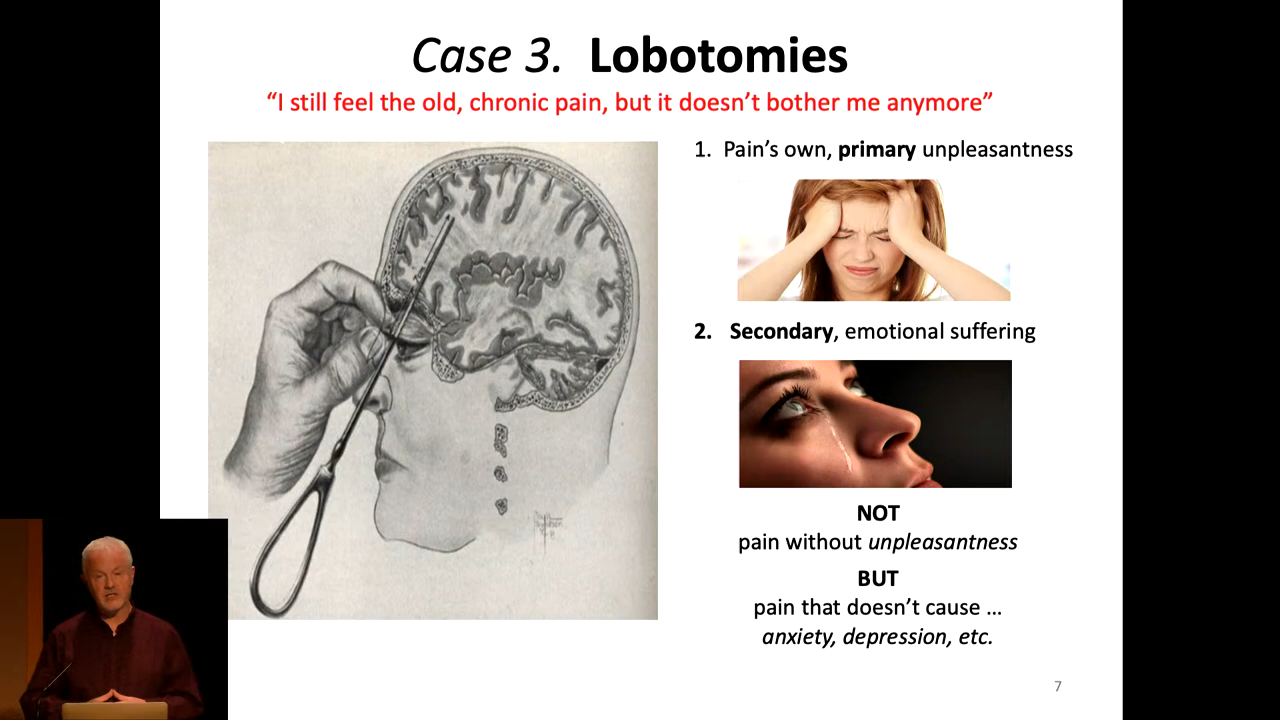 Case 3. Lobotomies
“I still feel the old, chronic pain, but it doesn’t bother me anymore”
1. Pain’s own, primary unpleasantness
2. Secondary, emotional suffering
NOT
pain without unpleasantness
BUT
pain that doesn’t cause …
anxiety, depression, etc.
7